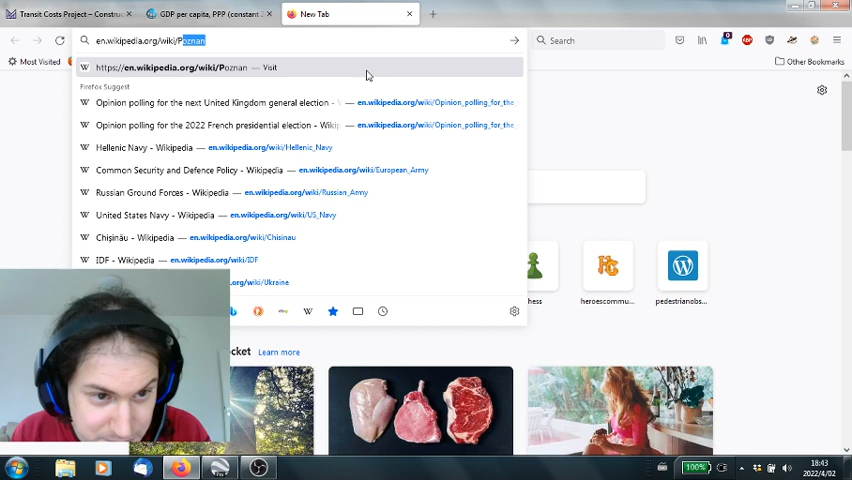 Transit Costs Project – Construc
GDP per capita, PPP (constant 2
New Tab
en.wikipedia.org/wiki/Poznan
Search
Most Visited
Other Bookmarks
https://en.wikipedia.org/wiki/Poznan — Visit
Firefox Suggest
Opinion polling for the next United Kingdom general election - — en.wikipedia.org/wiki/Opinion_polling_for_the_
Opinion polling for the 2022 French presidential election - Wikip — en.wikipedia.org/wiki/Opinion_polling_for_the_
Hellenic Navy - Wikipedia — en.wikipedia.org/wiki/Hellenic_Navy
Common Security and Defence Policy - Wikipedia — en.wikipedia.org/wiki/European_Army
Russian Ground Forces - Wikipedia — en.wikipedia.org/wiki/Russian_Army
United States Navy - Wikipedia — en.wikipedia.org/wiki/US_Navy
Chișinău - Wikipedia — en.wikipedia.org/wiki/Chisinau
IDF - Wikipedia — en.wikipedia.org/wiki/IDF
g/wiki/Ukraine
hess
heroescommu...
pedestrianobs...
cket Learn more
100%
18:43
2022/4/02